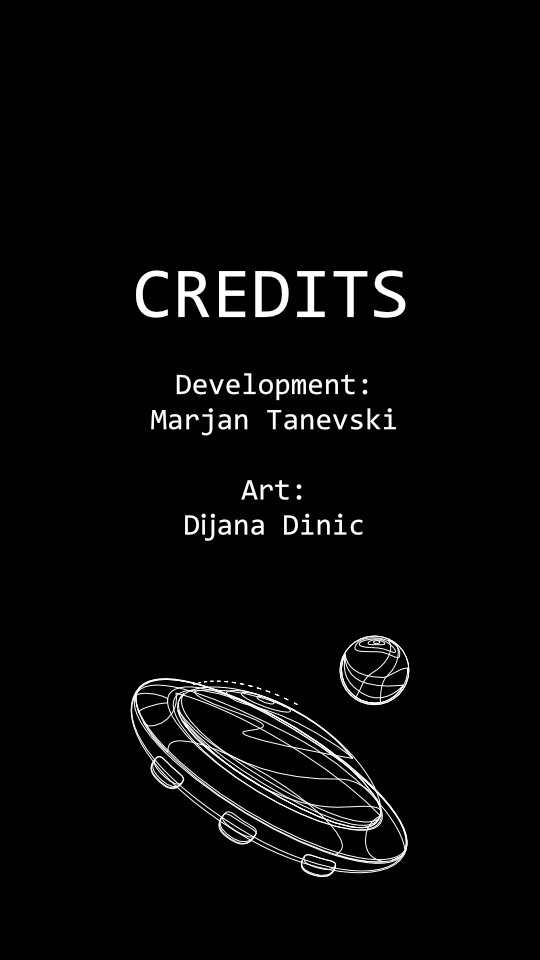 CREDITS
Development:
Marjan Tanevski
Art:
Dijana Dinic